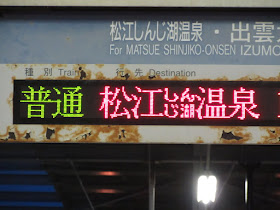 松江しんじ湖温泉・出雲
For MATSUE SHINJIKO-ONSEN IZUMO
種 別 Train 行 先 Destination
普通 松江しんじ湖温泉